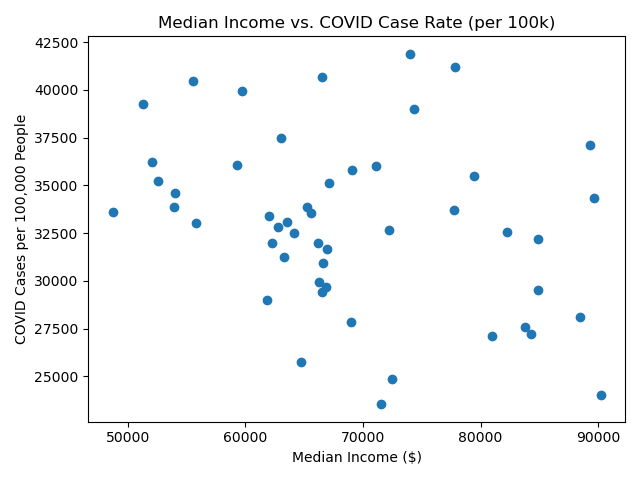 Median Income vs. COVID Case Rate (per 100k)
42500
40000
37500
35000
32500
30000
27500
25000
COVID Cases per 100,000 People
50000 60000 70000 80000 90000
Median Income ($)